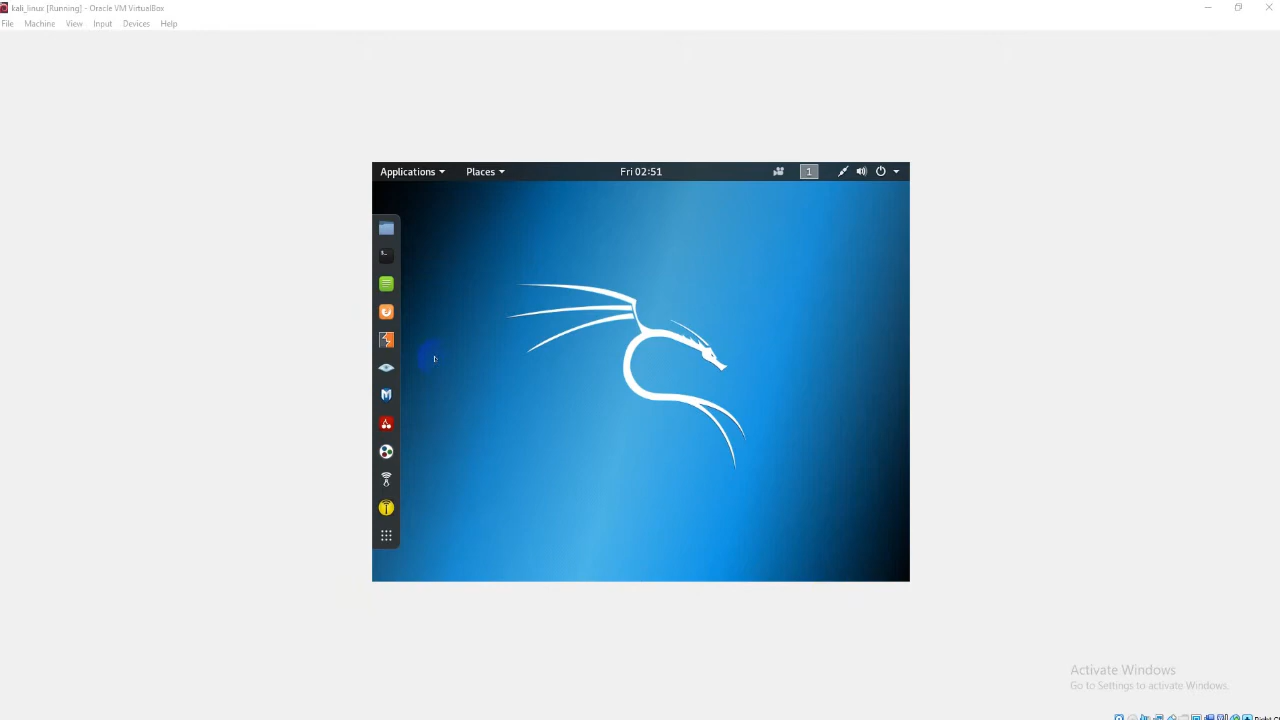 kali_linux [Running] - Oracle VM VirtualBox
File Machine View Input Devices Help
Applications Places Fri 02:51 1
Activate Windows
Go to Settings to activate Windows.